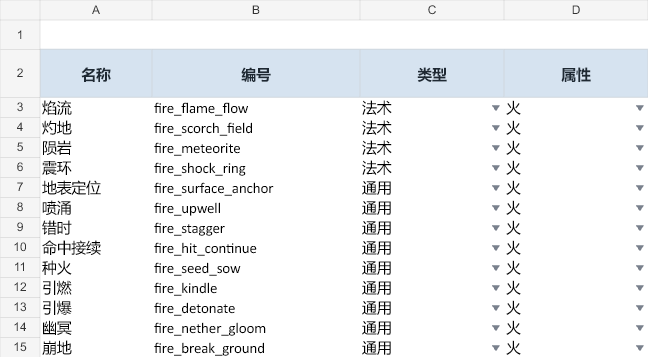 A B C D
1
2 名称 编号 类型 属性
3 焰流 fire_flame_flow 法术 火
4 灼地 fire_scorch_field 法术 火
5 陨岩 fire_meteorite 法术 火
6 震环 fire_shock_ring 法术 火
7 地表定位 fire_surface_anchor 通用 火
8 喷涌 fire_upwell 通用 火
9 错时 fire_stagger 通用 火
10 命中接续 fire_hit_continue 通用 火
11 种火 fire_seed_sow 通用 火
12 引燃 fire_kindle 通用 火
13 引爆 fire_detonate 通用 火
14 幽冥 fire_nether_gloom 通用 火
15 崩地 fire_break_ground 通用 火